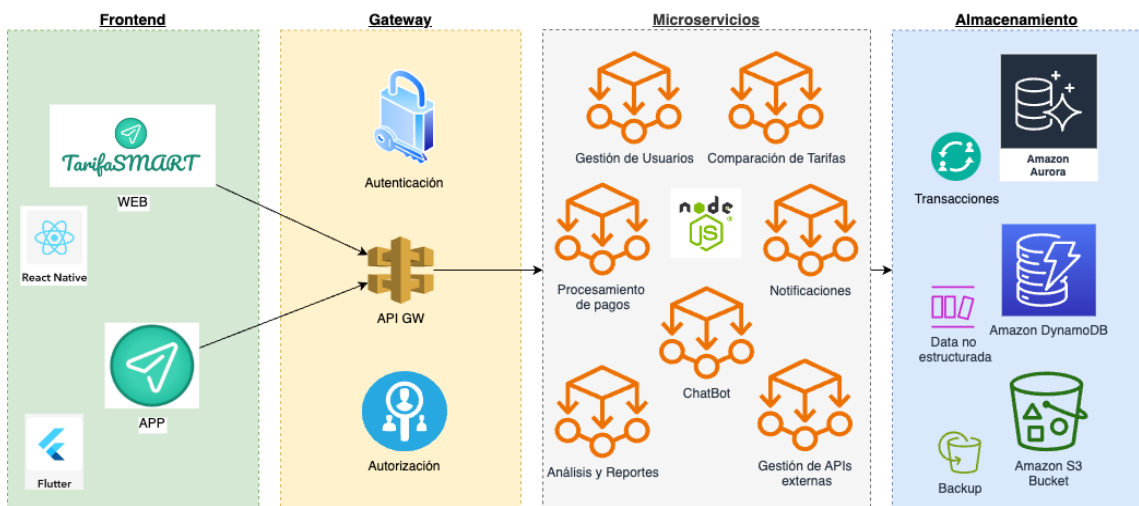 Frontend
Gateway
Microservicios
Almacenamiento
TarifaSMART
WEB
React Native
APP
Flutter
Autenticación
API GW
Autorización
Gestión de Usuarios
Comparación de Tarifas
node
JS
®
Procesamiento
de pagos
Notificaciones
ChatBot
Análisis y Reportes
Gestión de APIs
externas
Amazon
Aurora
Transacciones
Amazon DynamoDB
Data no
estructurada
Amazon S3
Bucket
Backup